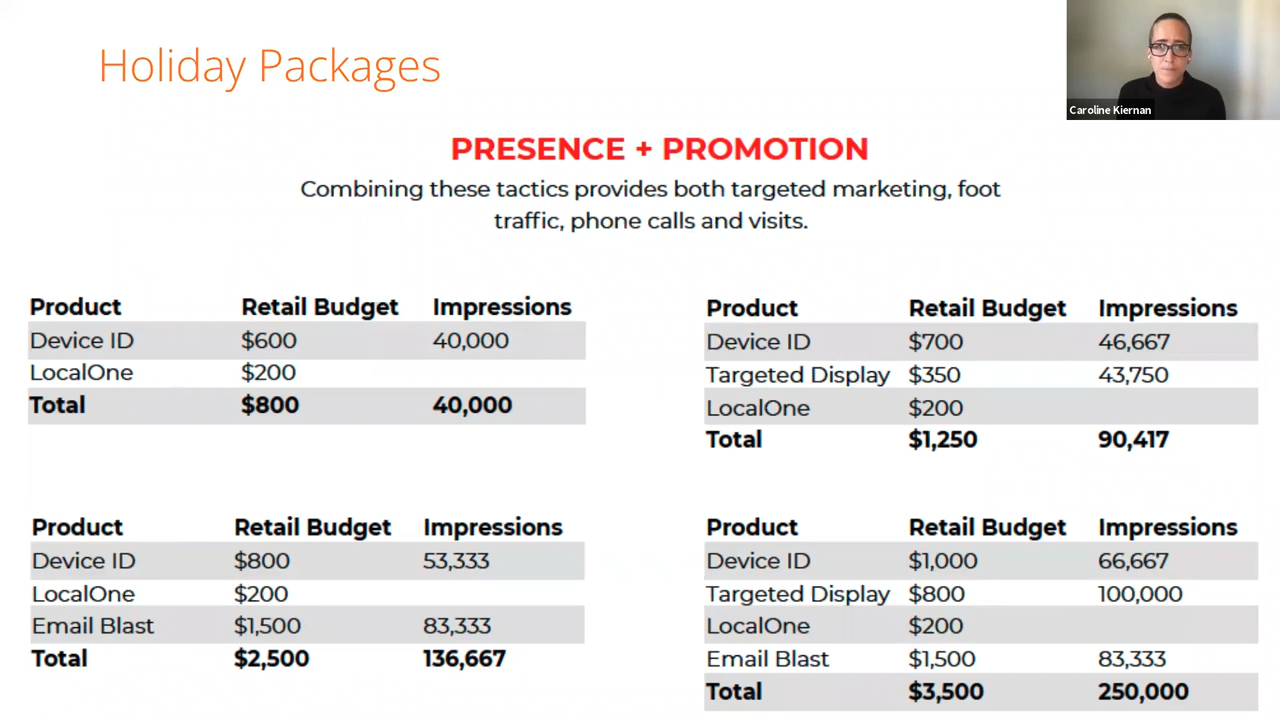 Holiday Packages
Caroline Kiernan
PRESENCE + PROMOTION
Combining these tactics provides both targeted marketing, foot
traffic, phone calls and visits.
Product Retail Budget Impressions
Device ID $600 40,000
LocalOne $200
Total $800 40,000
Product Retail Budget Impressions
Device ID $700 46,667
Targeted Display $350 43,750
LocalOne $200
Total $1,250 90,417
Product Retail Budget Impressions
Device ID $800 53,333
LocalOne $200
Email Blast $1,500 83,333
Total $2,500 136,667
Product Retail Budget Impressions
Device ID $1,000 66,667
Targeted Display $800 100,000
LocalOne $200
Email Blast $1,500 83,333
Total $3,500 250,000